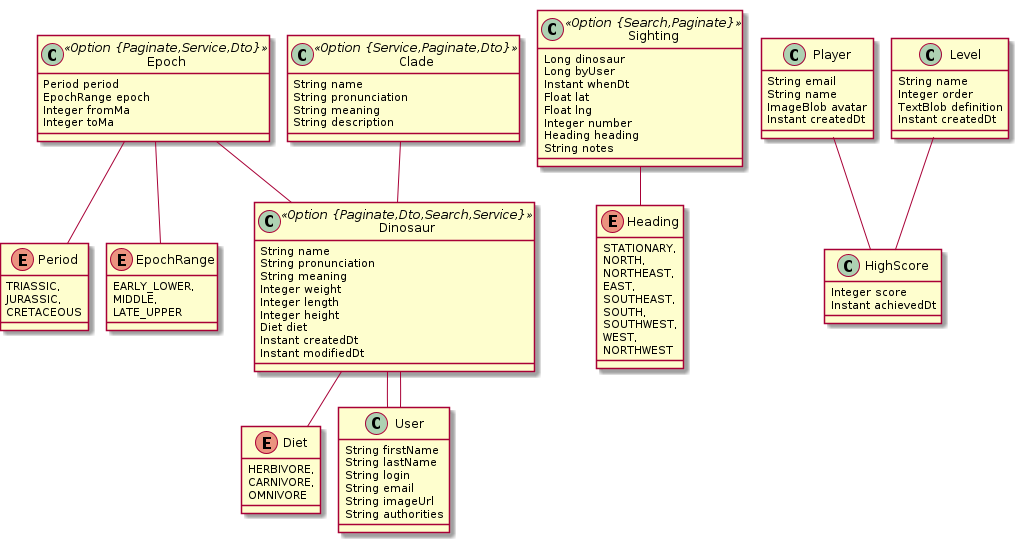 C «Option {Paginate,Service,Dto}»
Epoch
Period period
EpochRange epoch
Integer fromMa
Integer toMa
C «Option {Service,Paginate,Dto}»
Clade
String name
String pronunciation
String meaning
String description
C «Option {Search,Paginate}»
Sighting
Long dinosaur
Long byUser
Instant whenDt
Float lat
Float lng
Integer number
Heading heading
String notes
C Player
String email
String name
ImageBlob avatar
Instant createdDt
C Level
String name
Integer order
TextBlob definition
Instant createdDt
E Period
TRIASSIC,
JURASSIC,
CRETACEOUS
E EpochRange
EARLY_LOWER,
MIDDLE,
LATE_UPPER
C «Option {Paginate,Dto,Search,Service}»
Dinosaur
String name
String pronunciation
String meaning
Integer weight
Integer length
Integer height
Diet diet
Instant createdDt
Instant modifiedDt
E Heading
STATIONARY,
NORTH,
NORTHEAST,
EAST,
SOUTHEAST,
SOUTH,
SOUTHWEST,
WEST,
NORTHWEST
C HighScore
Integer score
Instant achievedDt
E Diet
HERBIVORE,
CARNIVORE,
OMNIVORE
C User
String firstName
String lastName
String login
String email
String imageUrl
String authorities